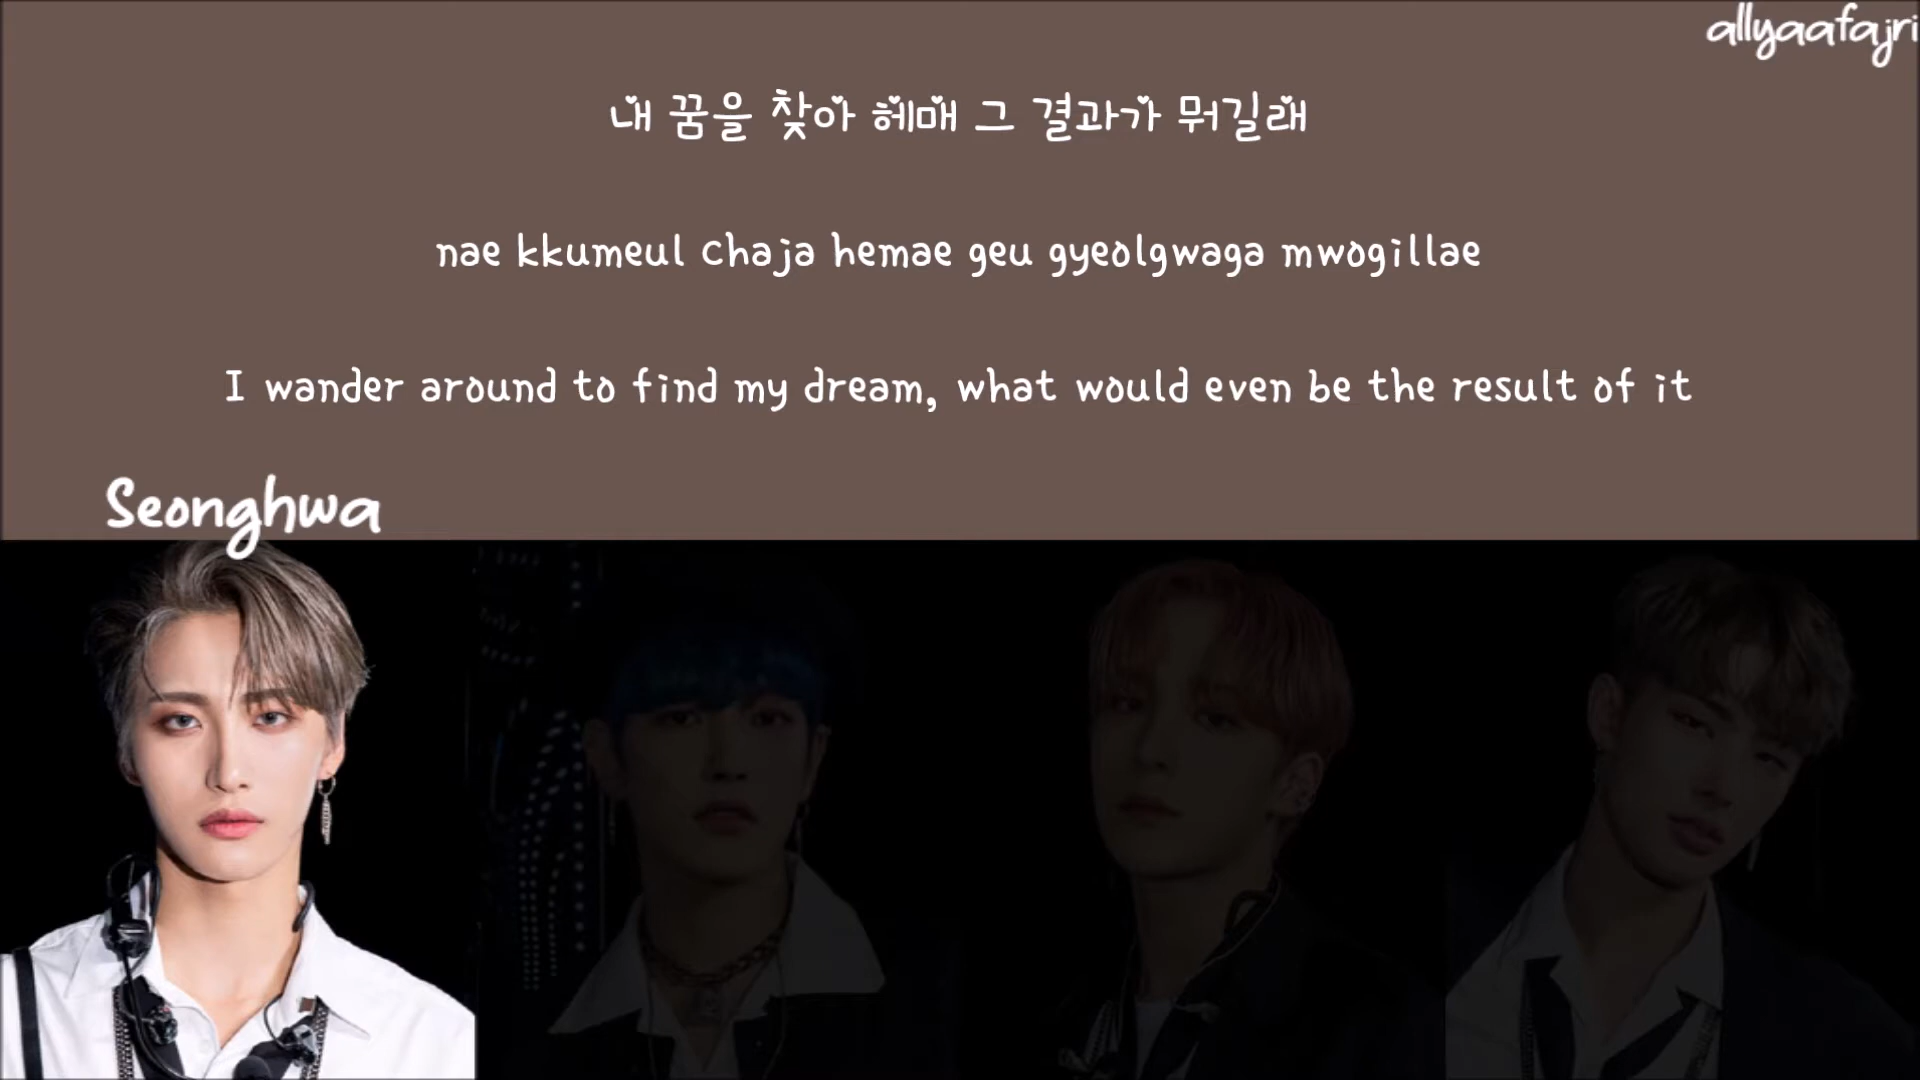 allyaafajri
내 꿈을 찾아 헤매 그 결과가 뭐길래
nae kkumeul chaja hemae geu gyeolgwaga mwogillae
I wander around to find my dream, what would even be the result of it
Seonghwa